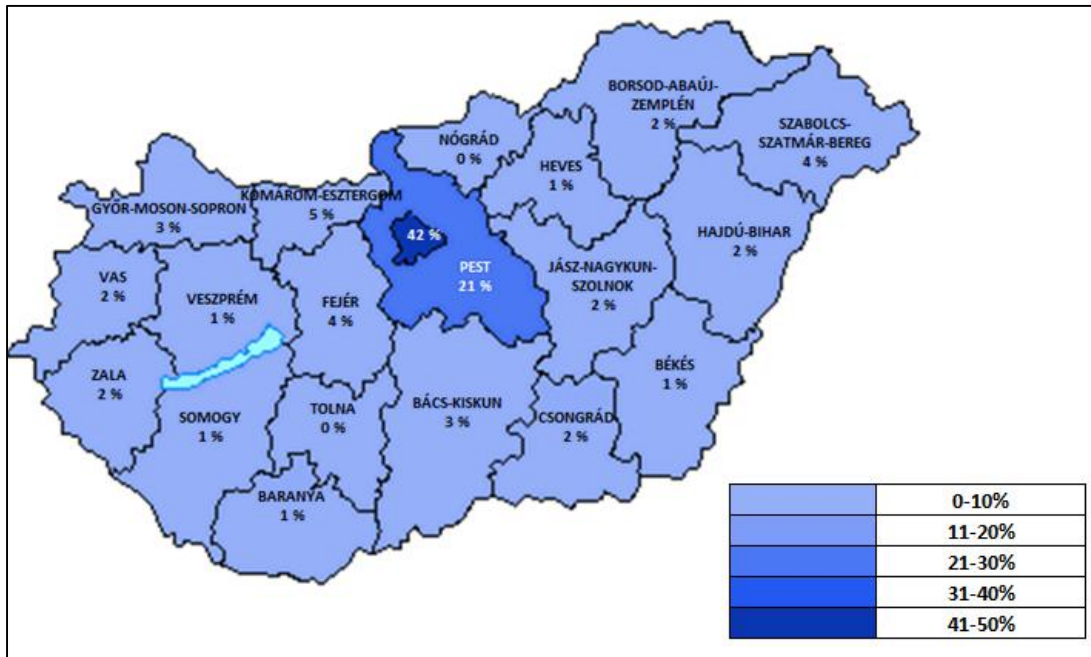 BORSOD-ABAÚJ-
ZEMPLÉN
2 %
SZABOLCS-
SZATMÁR-BEREG
4 %
NÓGRÁD
0 %
HEVES
1 %
KOMÁROM-ESZTERGOM
5 %
GYŐR-MOSON-SOPRON
3 %
42 %
HAJDÚ-BIHAR
2 %
PEST
21 %
JÁSZ-NAGYKUN-
SZOLNOK
2 %
VAS
2 %
VESZPRÉM
1 %
FEJÉR
4 %
BÉKÉS
1 %
ZALA
2 %
SOMOGY
1 %
TOLNA
0 %
BÁCS-KISKUN
3 %
CSONGRÁD
2 %
BARANYA
1 %
0-10%
11-20%
21-30%
31-40%
41-50%